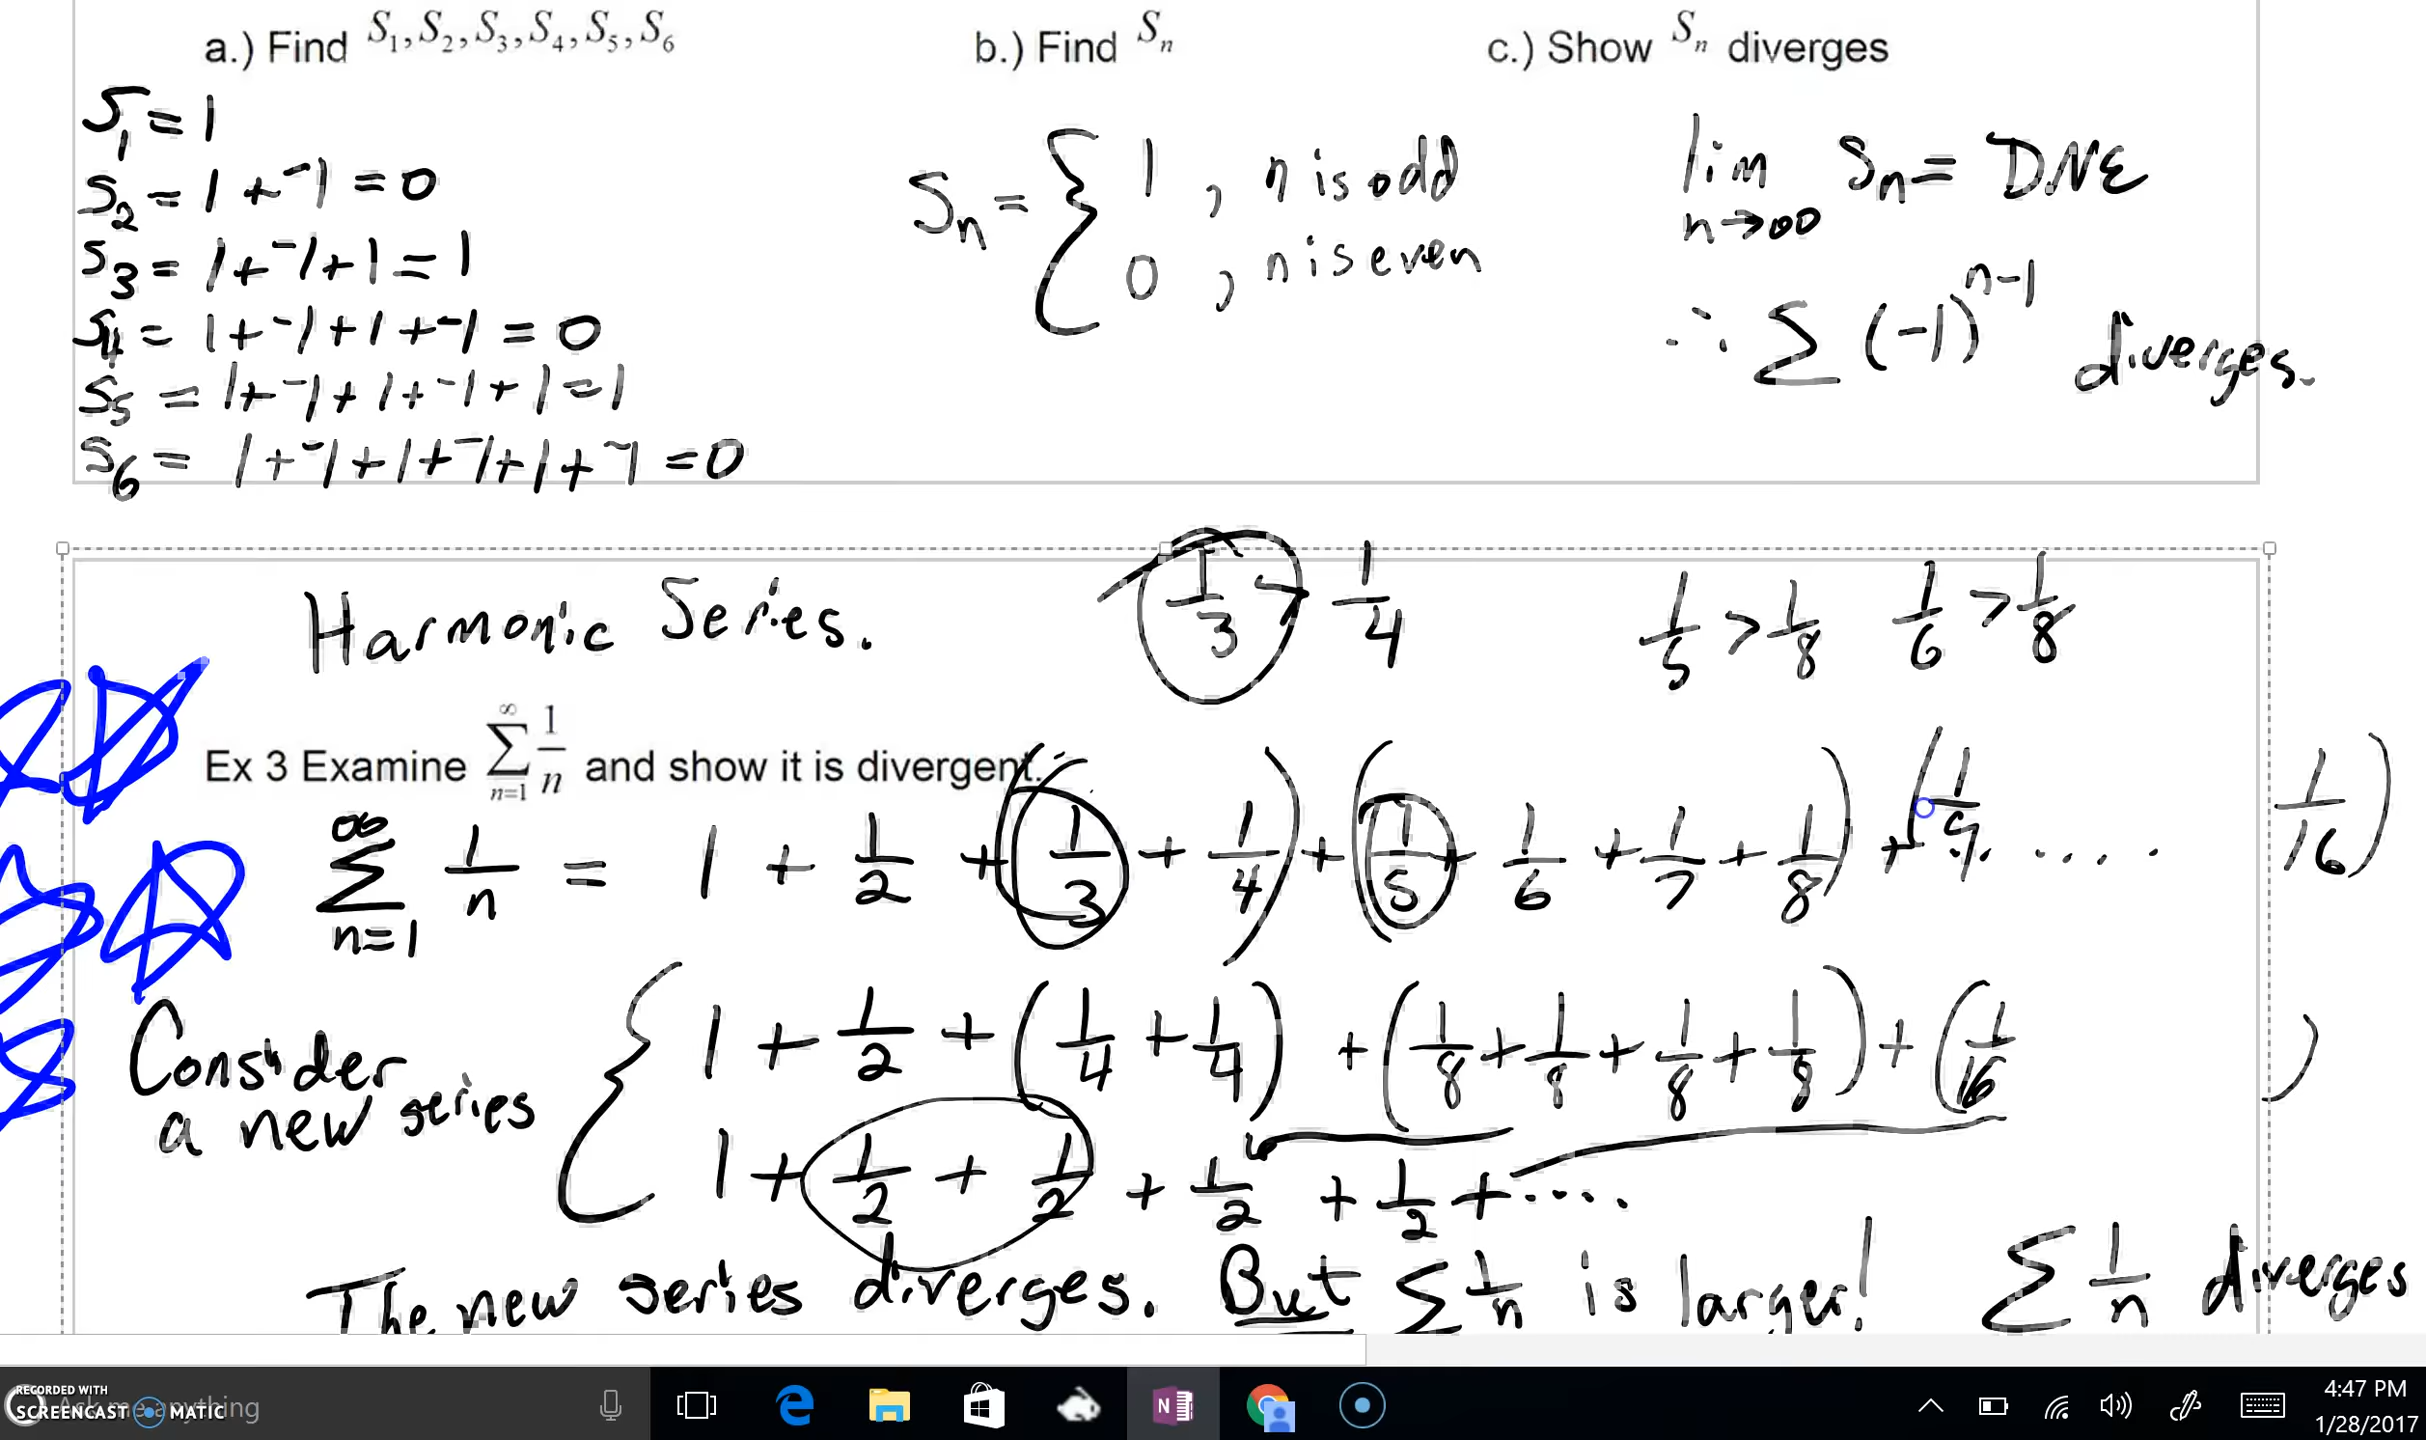 a.) Find S₁, S₂, S₃, S₄, S₅, S₆
b.) Find Sₙ
c.) Show Sₙ diverges
S₁ = 1
S₂ = 1 + ⁻1 = 0
S₃ = 1 + ⁻1 + 1 = 1
S₄ = 1 + ⁻1 + 1 + ⁻1 = 0
S₅ = 1 + ⁻1 + 1 + ⁻1 + 1 = 1
S₆ = 1 + ⁻1 + 1 + ⁻1 + 1 + ⁻1 = 0
Sₙ = { 1 , n is odd
0 , n is even
lim Sₙ = DNE
n→∞
∴ Σ (-1)ⁿ⁻¹ diverges.
Harmonic Series.
1/3 > 1/4
1/5 > 1/8
1/6 > 1/8
Ex 3 Examine ∑ₙ₌₁^∞ 1/n and show it is divergent.
∑ₙ₌₁^∞ 1/n = 1 + 1/2 + (1/3 + 1/4) + (1/5 + 1/6 + 1/7 + 1/8) + (1/9 ..... 1/16)
Consider
a new series
{ 1 + 1/2 + (1/4 + 1/4) + (1/8 + 1/8 + 1/8 + 1/8) + (1/16 )
1 + 1/2 + 1/2 + 1/2 + 1/2 + ....
The new series diverges. But Σ 1/n is larger! Σ 1/n diverges
RECORDED WITH
SCREENCAST MATIC
Ask me anything
N
4:47 PM
1/28/2017